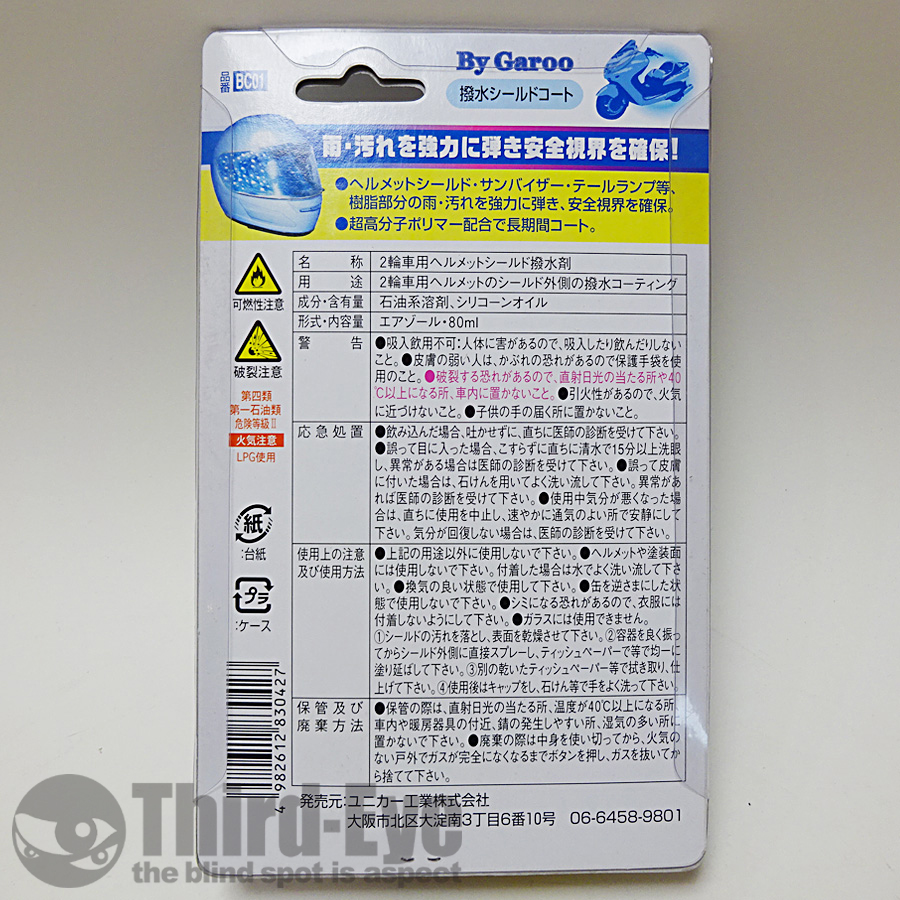 By Garoo
品番 BC01
撥水シールドコート
雨・汚れを強力に弾き安全視界を確保!
●ヘルメットシールド・サンバイザー・テールランプ等、
樹脂部分の雨・汚れを強力に弾き、安全視界を確保。
●超高分子ポリマー配合で長期間コート。
可燃性注意
破裂注意
第四類
第一石油類
危険等級Ⅱ
火気注意
LPG使用
紙
:台紙
プラ
:ケース
4 982612 830427
名 称 2輪車用ヘルメットシールド撥水剤
用 途 2輪車用ヘルメットのシールド外側の撥水コーティング
成分・含有量 石油系溶剤、シリコーンオイル
形式・内容量 エアゾール・80ml
警 告 ●吸入飲用不可:人体に害があるので、吸入したり飲んだりしない
こと。●皮膚の弱い人は、かぶれの恐れがあるので保護手袋を使
用のこと。●破裂する恐れがあるので、直射日光の当たる所や40
℃以上になる所、車内に置かないこと。●引火性があるので、火気
に近づけないこと。●子供の手の届く所に置かないこと。
応急処置 ●飲み込んだ場合、吐かせずに、直ちに医師の診断を受けて下さい。
●誤って目に入った場合、こすらずに直ちに清水で15分以上洗眼
し、異常がある場合は医師の診断を受けて下さい。●誤って皮膚
に付いた場合は、石けんを用いてよく洗い流して下さい。異常があ
れば医師の診断を受けて下さい。●使用中気分が悪くなった場
合は、直ちに使用を中止し、速やかに通気のよい所で安静にして
下さい。気分が回復しない場合は、医師の診断を受けて下さい。
使用上の注意
及び使用方法
●上記の用途以外に使用しないで下さい。●ヘルメットや塗装面
には使用しないで下さい。付着した場合は水でよく洗い流して下さ
い。●換気の良い状態で使用して下さい。●缶を逆さまにした状
態で使用しないで下さい。●シミになる恐れがあるので、衣服には
付着しないようにして下さい。●ガラスには使用できません。
①シールドの汚れを落とし、表面を乾燥させて下さい。②容器を良く振っ
てからシールド外側に直接スプレーし、ティッシュペーパーで等で均一に
塗り延ばして下さい。③別の乾いたティッシュペーパー等で拭き取り、仕
上げて下さい。④使用後はキャップをし、石けん等で手をよく洗って下さい。
保管及び
廃棄方法
●保管の際は、直射日光の当たる所、温度が40℃以上になる所、
車内や暖房器具の付近、錆の発生しやすい所、湿気の多い所に
置かないで下さい。●廃棄の際は中身を使い切ってから、火気の
ない戸外でガスが完全になくなるまでボタンを押し、ガスを抜いてか
ら捨てて下さい。
発売元:ユニカー工業株式会社
大阪市北区大淀南3丁目6番10号 06-6458-9801
Third-Eye
the blind spot is aspect